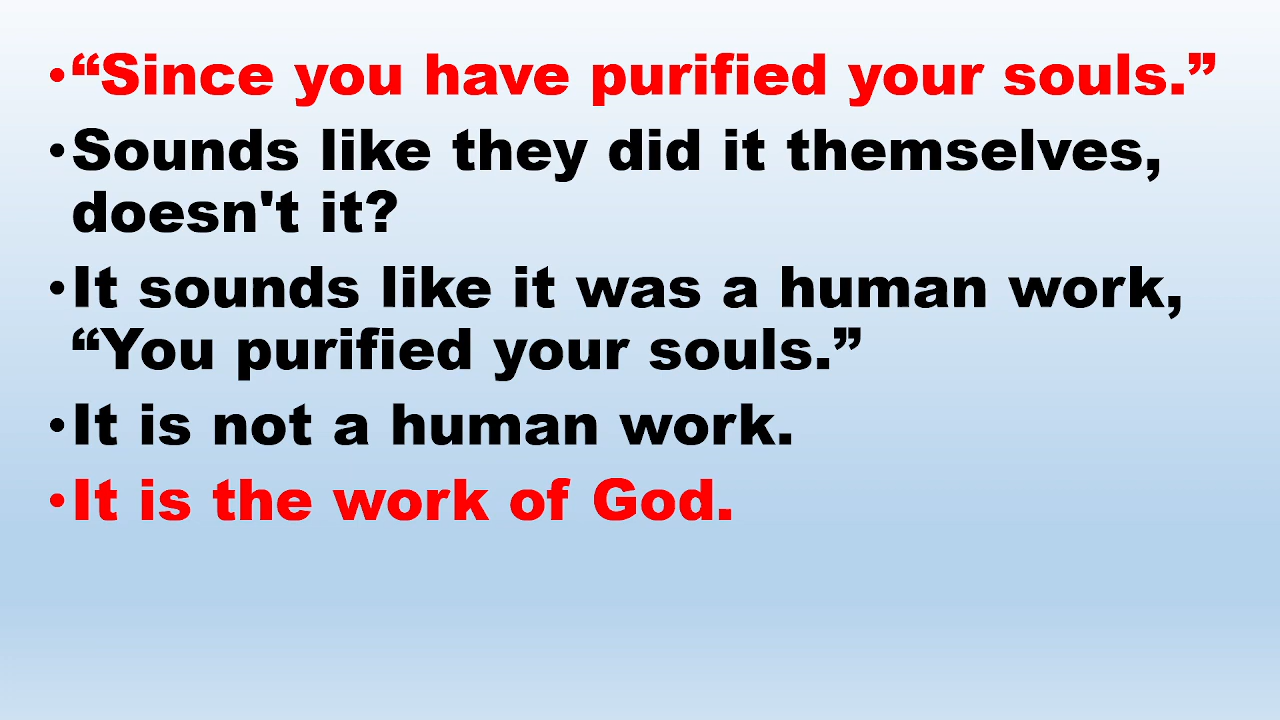 •“Since you have purified your souls.”
•Sounds like they did it themselves,
doesn't it?
•It sounds like it was a human work,
“You purified your souls.”
•It is not a human work.
•It is the work of God.